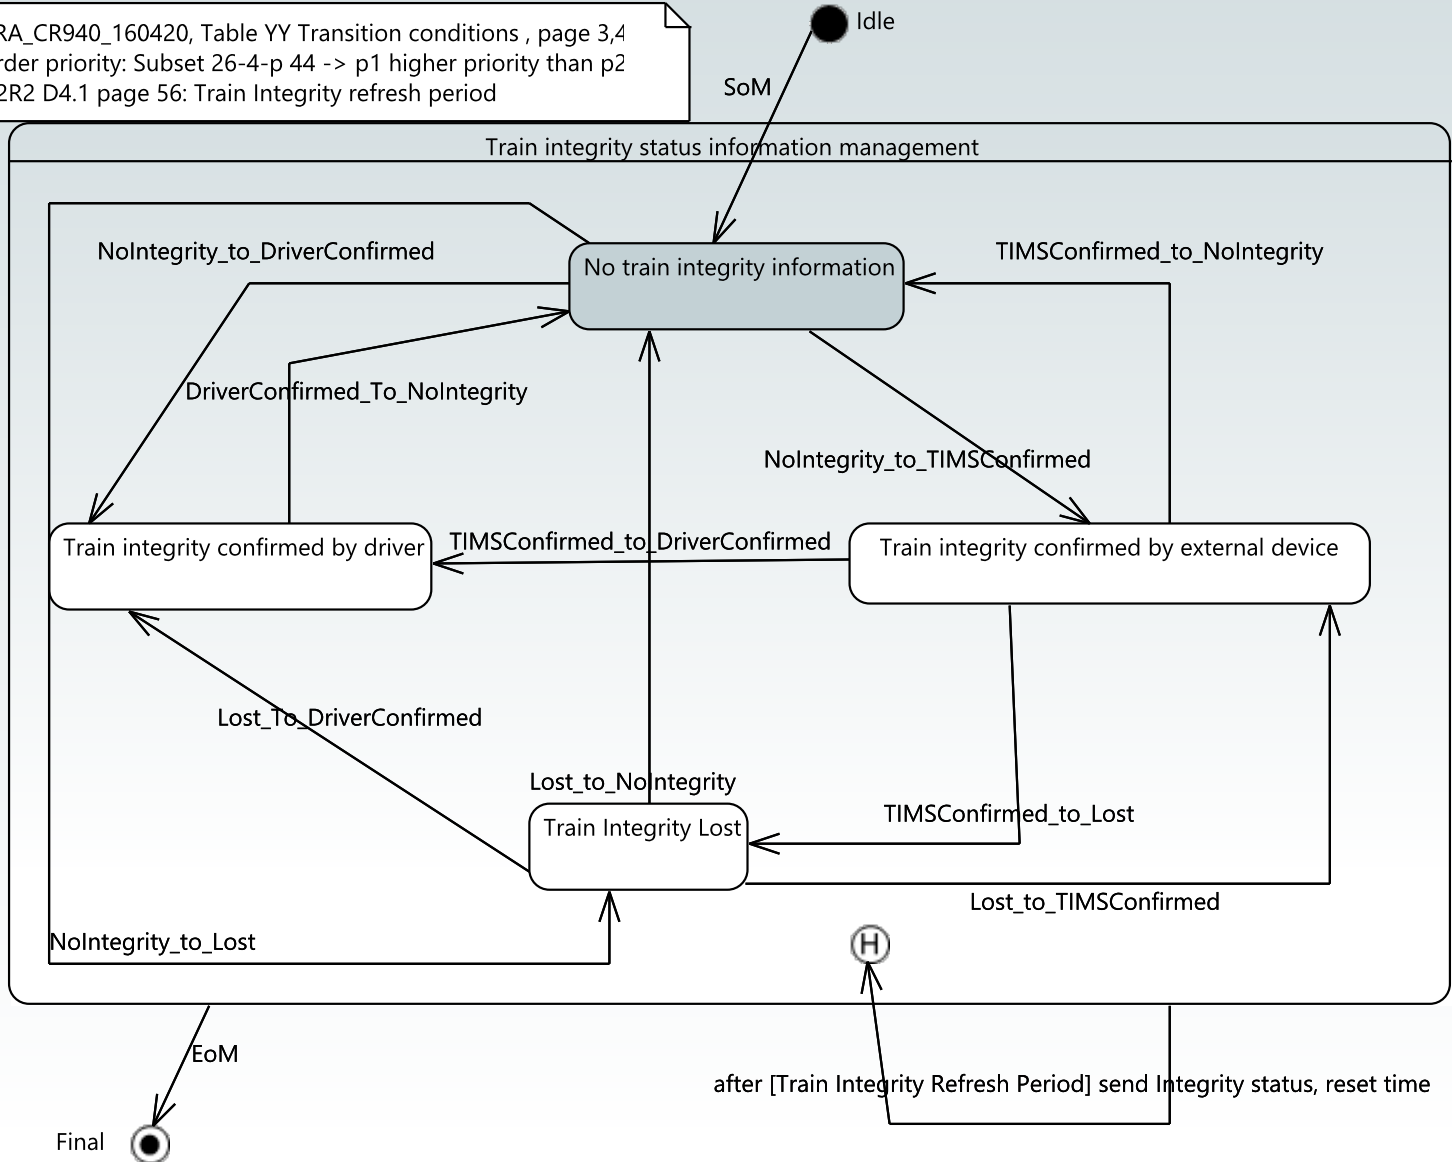 RA_CR940_160420, Table YY Transition conditions , page 3,4
rder priority: Subset 26-4-p 44 -> p1 higher priority than p2
2R2 D4.1 page 56: Train Integrity refresh period
Idle
SoM
Train integrity status information management
NoIntegrity_to_DriverConfirmed
No train integrity information
TIMSConfirmed_to_NoIntegrity
DriverConfirmed_To_NoIntegrity
NoIntegrity_to_TIMSConfirmed
Train integrity confirmed by driver
TIMSConfirmed_to_DriverConfirmed
Train integrity confirmed by external device
Lost_To_DriverConfirmed
Lost_to_NoIntegrity
Train Integrity Lost
TIMSConfirmed_to_Lost
Lost_to_TIMSConfirmed
NoIntegrity_to_Lost
H
EoM
after [Train Integrity Refresh Period] send Integrity status, reset time
Final